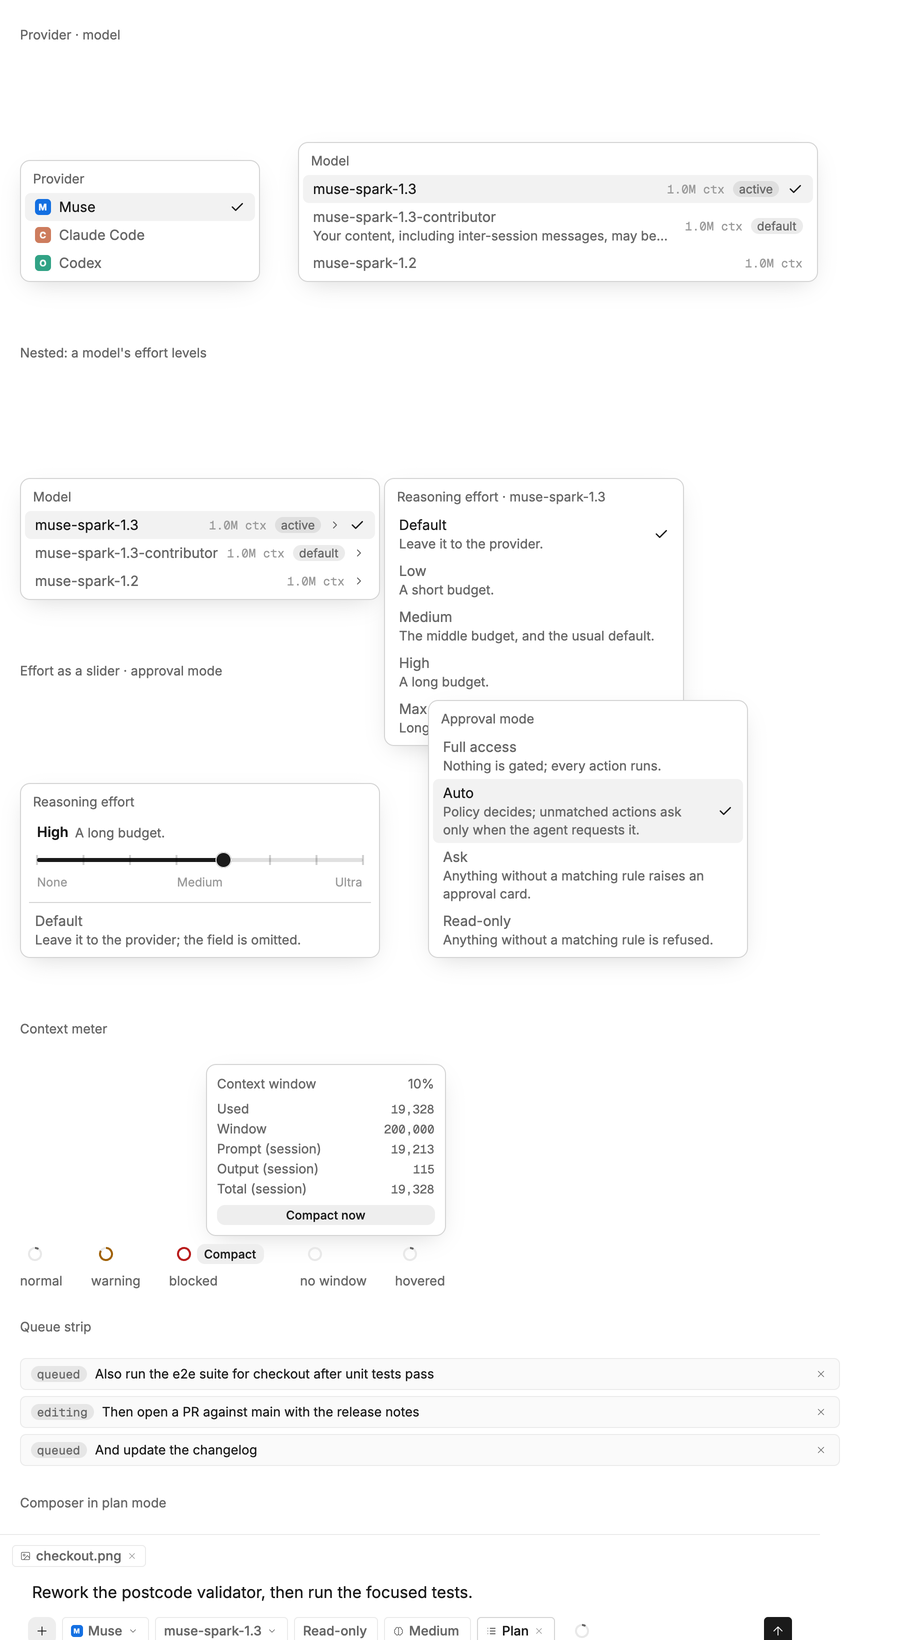 Provider · model
Provider
M Muse
C Claude Code
O Codex
Model
muse-spark-1.3 1.0M ctx active
muse-spark-1.3-contributor
Your content, including inter-session messages, may be... 1.0M ctx default
muse-spark-1.2 1.0M ctx
Nested: a model's effort levels
Model
muse-spark-1.3 1.0M ctx active
muse-spark-1.3-contributor 1.0M ctx default
muse-spark-1.2 1.0M ctx
Reasoning effort · muse-spark-1.3
Default
Leave it to the provider.
Low
A short budget.
Medium
The middle budget, and the usual default.
High
A long budget.
Max
Long
Effort as a slider · approval mode
Reasoning effort
High A long budget.
None Medium Ultra
Default
Leave it to the provider; the field is omitted.
Approval mode
Full access
Nothing is gated; every action runs.
Auto
Policy decides; unmatched actions ask
only when the agent requests it.
Ask
Anything without a matching rule raises an
approval card.
Read-only
Anything without a matching rule is refused.
Context meter
Context window 10%
Used 19,328
Window 200,000
Prompt (session) 19,213
Output (session) 115
Total (session) 19,328
Compact now
Compact
normal warning blocked no window hovered
Queue strip
queued Also run the e2e suite for checkout after unit tests pass
editing Then open a PR against main with the release notes
queued And update the changelog
Composer in plan mode
checkout.png
Rework the postcode validator, then run the focused tests.
M Muse muse-spark-1.3 Read-only Medium Plan